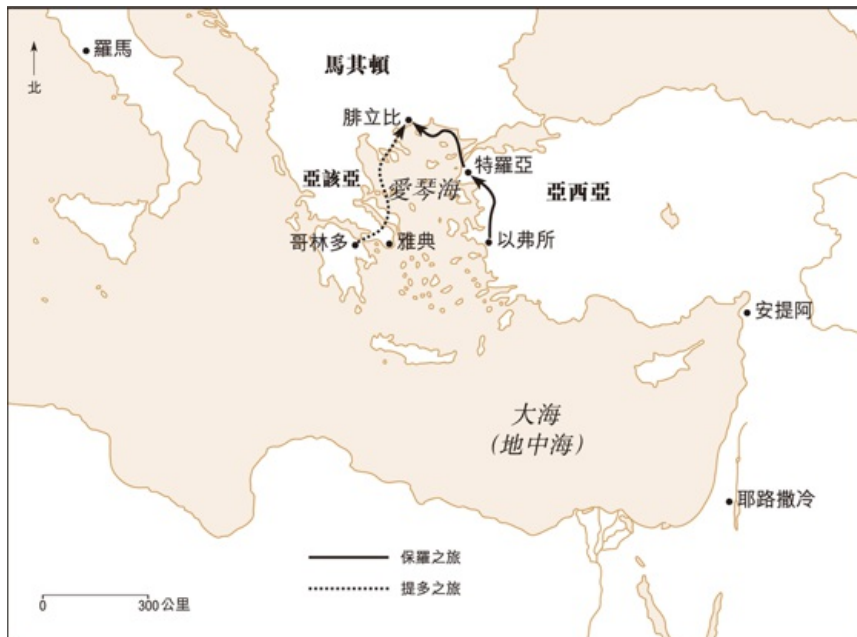 羅馬
北
馬其頓
腓立比
特羅亞
亞該亞
愛琴海
亞西亞
哥林多
雅典
以弗所
安提阿
大海
(地中海)
耶路撒冷
保羅之旅
提多之旅
0 300公里